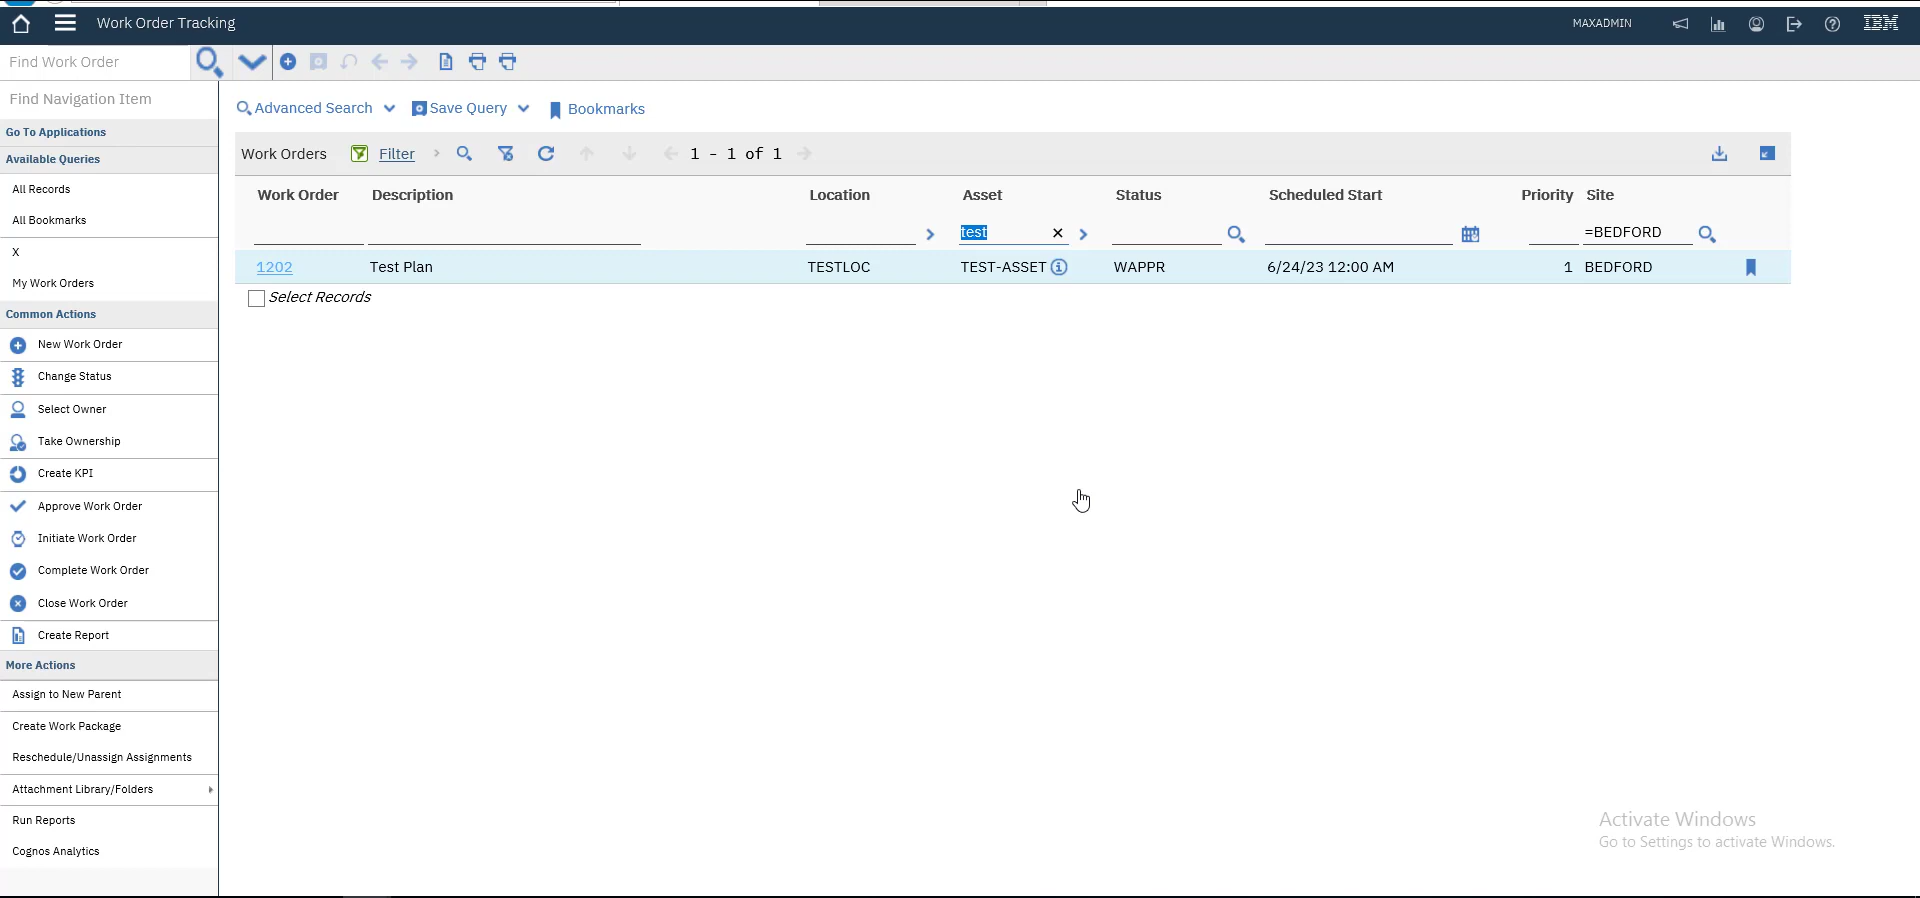 Work Order Tracking
MAXADMIN
IBM
Find Work Order
Find Navigation Item
Go To Applications
Available Queries
All Records
All Bookmarks
X
My Work Orders
Common Actions
New Work Order
Change Status
Select Owner
Take Ownership
Create KPI
Approve Work Order
Initiate Work Order
Complete Work Order
Close Work Order
Create Report
More Actions
Assign to New Parent
Create Work Package
Reschedule/Unassign Assignments
Attachment Library/Folders
Run Reports
Cognos Analytics
Advanced Search Save Query Bookmarks
Work Orders Filter 1 - 1 of 1
Work Order Description Location Asset Status Scheduled Start Priority Site
test =BEDFORD
1202 Test Plan TESTLOC TEST-ASSET WAPPR 6/24/23 12:00 AM 1 BEDFORD
Select Records
Activate Windows
Go to Settings to activate Windows.